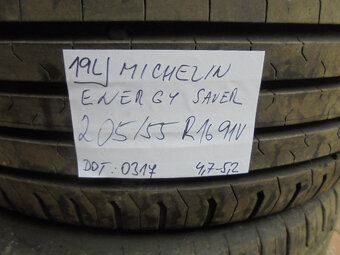 19L MICHELIN
ENERGY SAVER
205/55 R16 91V
DOT: 0317 4,7-5,2